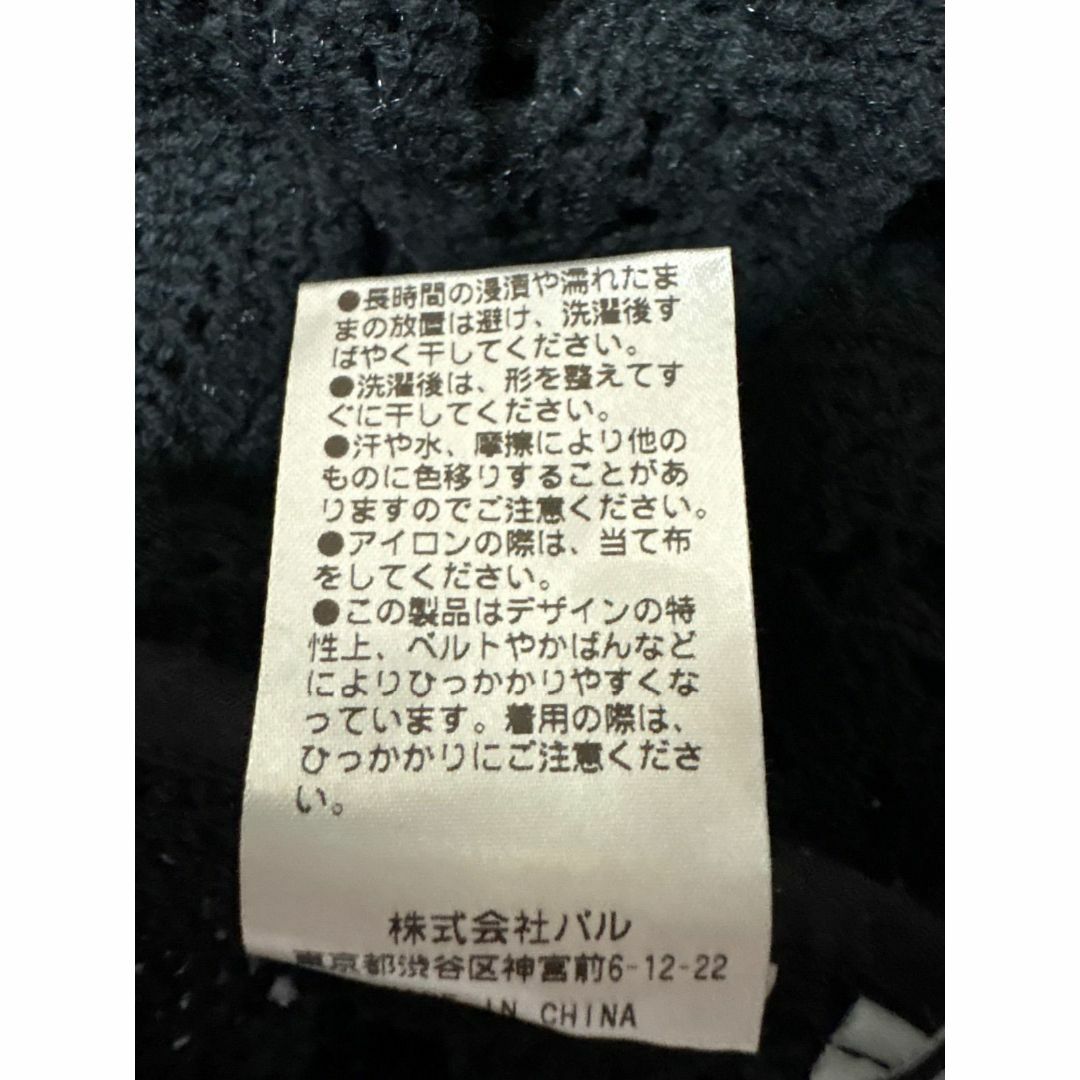 ●長時間の浸漬や濡れたま
まの放置は避け、洗濯後す
ばやく干してください。
●洗濯後は、形を整えてす
ぐに干してください。
●汗や水、摩擦により他の
ものに色移りすることがあ
りますのでご注意ください。
●アイロンの際は、当て布
をしてください。
●この製品はデザインの特
性上、ベルトやかばんなど
によりひっかかりやすくな
っています。着用の際は、
ひっかかりにご注意くださ
い。
株式会社パル
東京都渋谷区神宮前6-12-22
IN CHINA